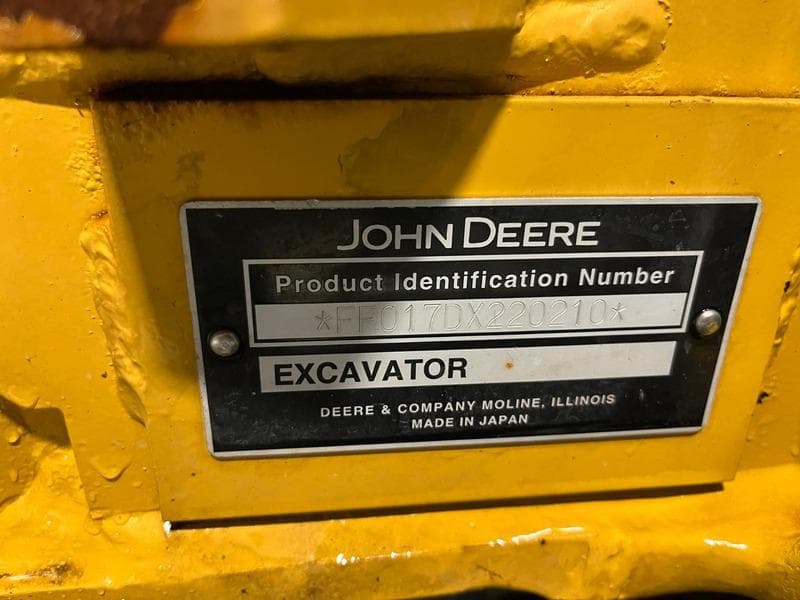 JOHN DEERE
Product Identification Number
*FF017DX220210*
EXCAVATOR
DEERE & COMPANY MOLINE, ILLINOIS
MADE IN JAPAN